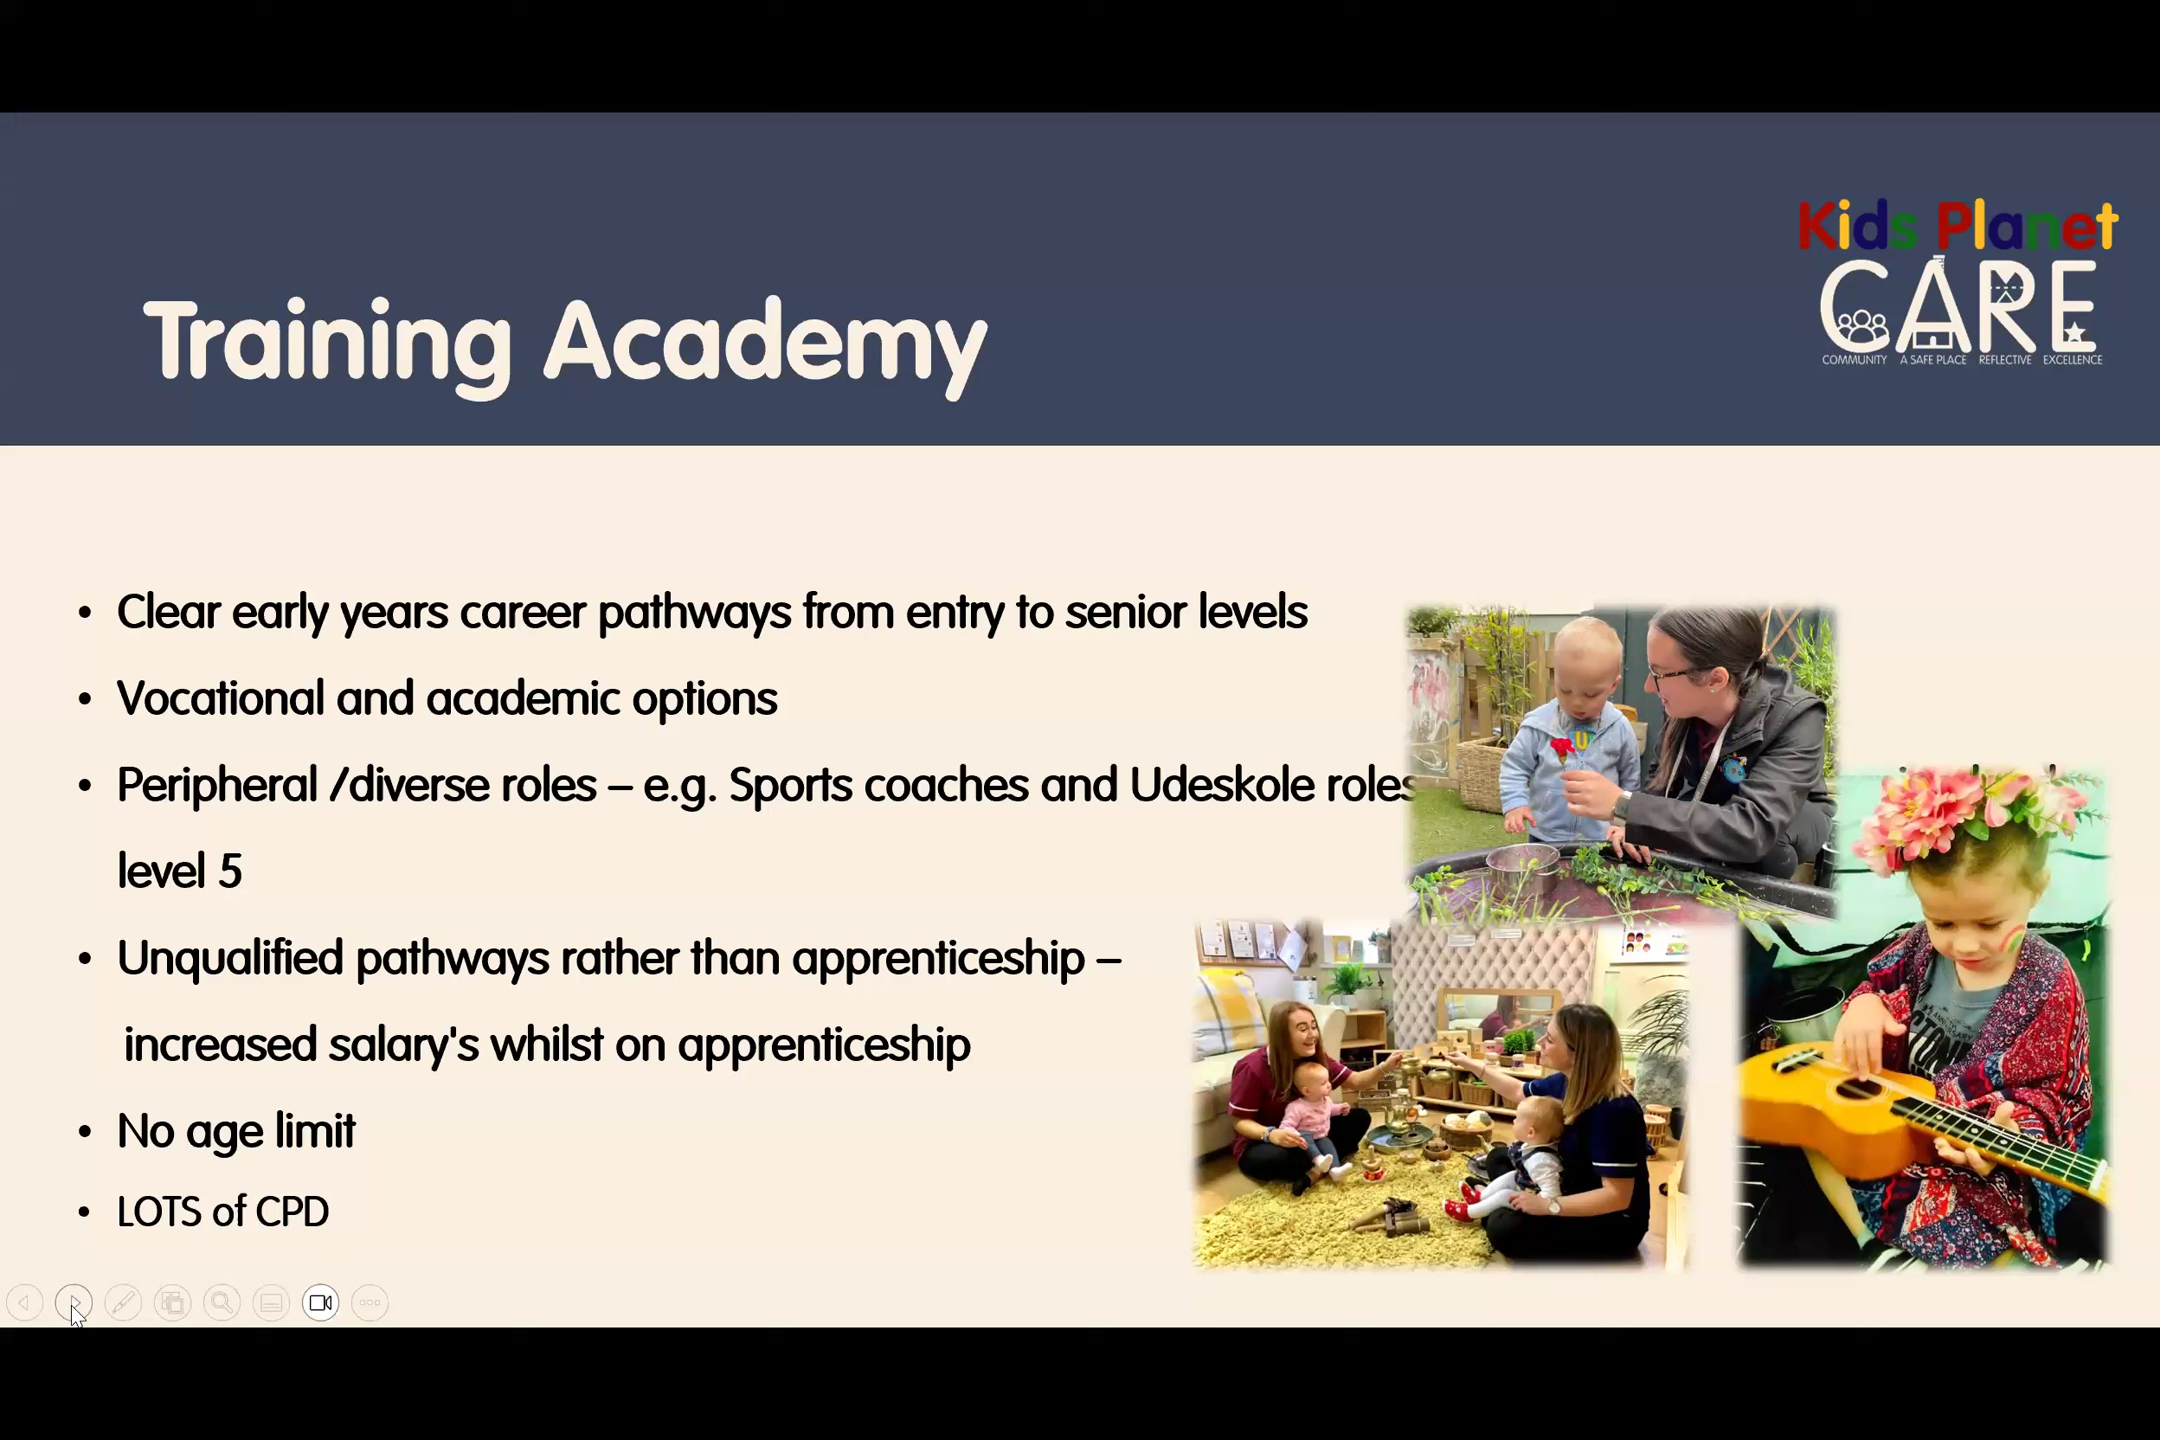 Kids Planet
CARE
COMMUNITY A SAFE PLACE REFLECTIVE EXCELLENCE
Training Academy
• Clear early years career pathways from entry to senior levels
• Vocational and academic options
• Peripheral /diverse roles – e.g. Sports coaches and Udeskole roles
level 5
• Unqualified pathways rather than apprenticeship –
increased salary's whilst on apprenticeship
• No age limit
• LOTS of CPD